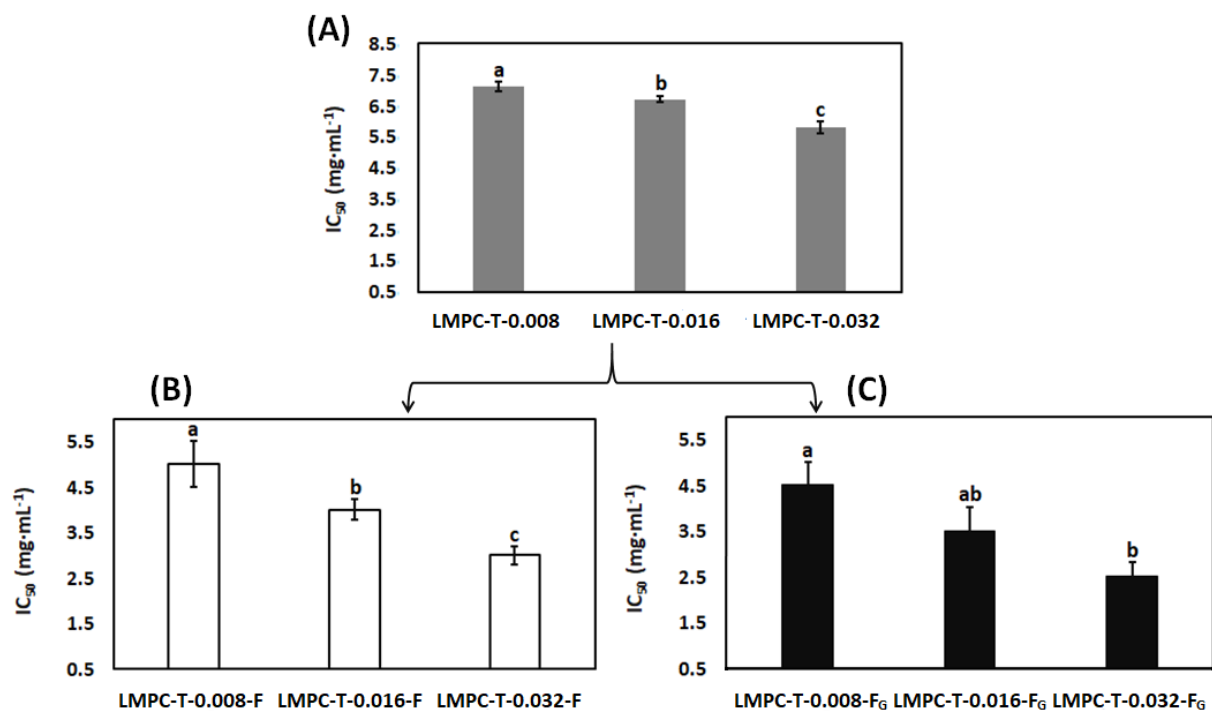 (A)
IC₅₀ (mg·mL⁻¹)
8.5
7.5
6.5
5.5
4.5
3.5
2.5
1.5
0.5
a
b
c
LMPC-T-0.008 LMPC-T-0.016 LMPC-T-0.032
(B)
IC₅₀ (mg·mL⁻¹)
5.5
4.5
3.5
2.5
1.5
0.5
a
b
c
LMPC-T-0.008-F LMPC-T-0.016-F LMPC-T-0.032-F
(C)
IC₅₀ (mg·mL⁻¹)
5.5
4.5
3.5
2.5
1.5
0.5
a
ab
b
LMPC-T-0.008-F_G LMPC-T-0.016-F_G LMPC-T-0.032-F_G